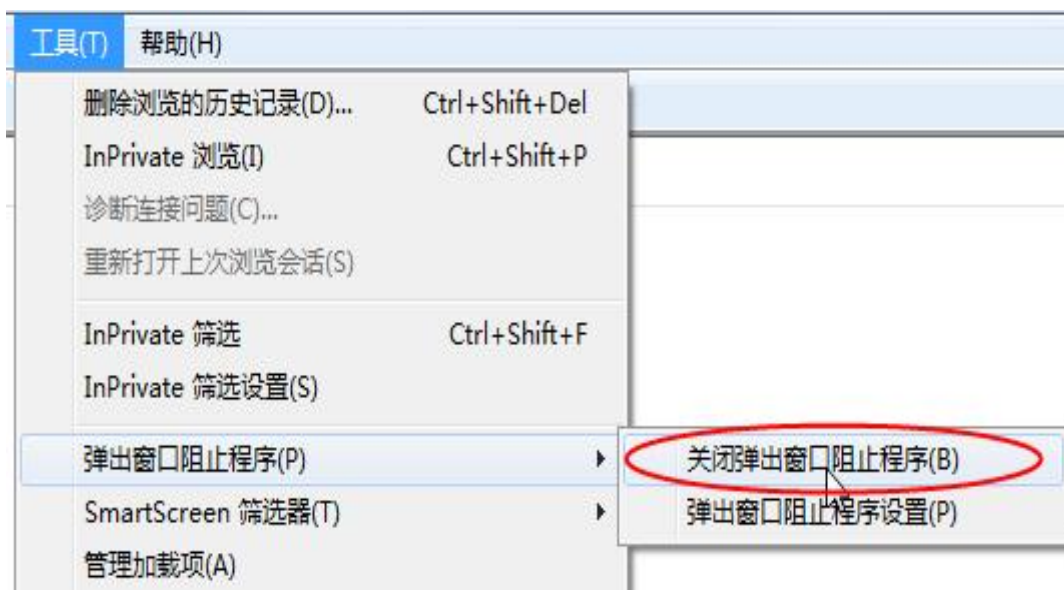 工具(T) 帮助(H)
删除浏览的历史记录(D)... Ctrl+Shift+Del
InPrivate 浏览(I) Ctrl+Shift+P
诊断连接问题(C)...
重新打开上次浏览会话(S)
InPrivate 筛选 Ctrl+Shift+F
InPrivate 筛选设置(S)
弹出窗口阻止程序(P) 关闭弹出窗口阻止程序(B)
SmartScreen 筛选器(T) 弹出窗口阻止程序设置(P)
管理加载项(A)